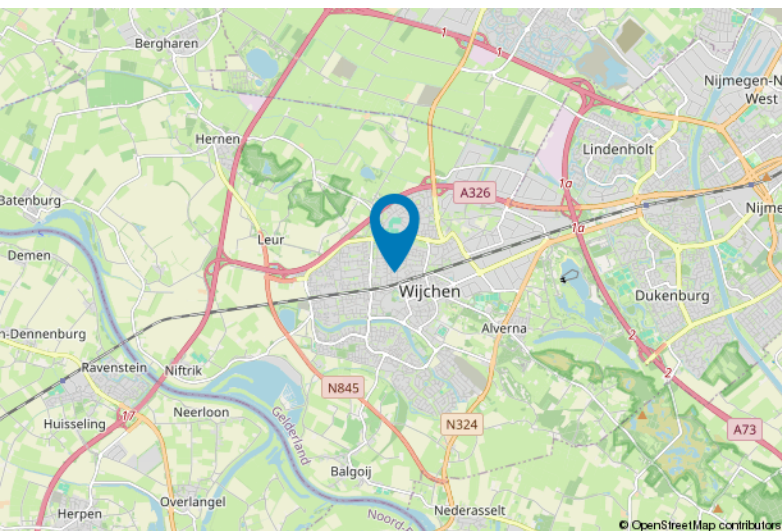 Bergharen
1
1
Nijmegen-N
West
Hernen
Lindenholt
1a
A326
Batenburg
Nijme
Leur
1a
Demen
Wijchen
Dukenburg
n-Dennenburg
Alverna
2
Ravenstein
Niftrik
2
N845
Neerloon
17
Gelderland
Huisseling
N324
A73
Balgoij
Overlangel
Nederasselt
Herpen
Noord-
© OpenStreetMap contributors